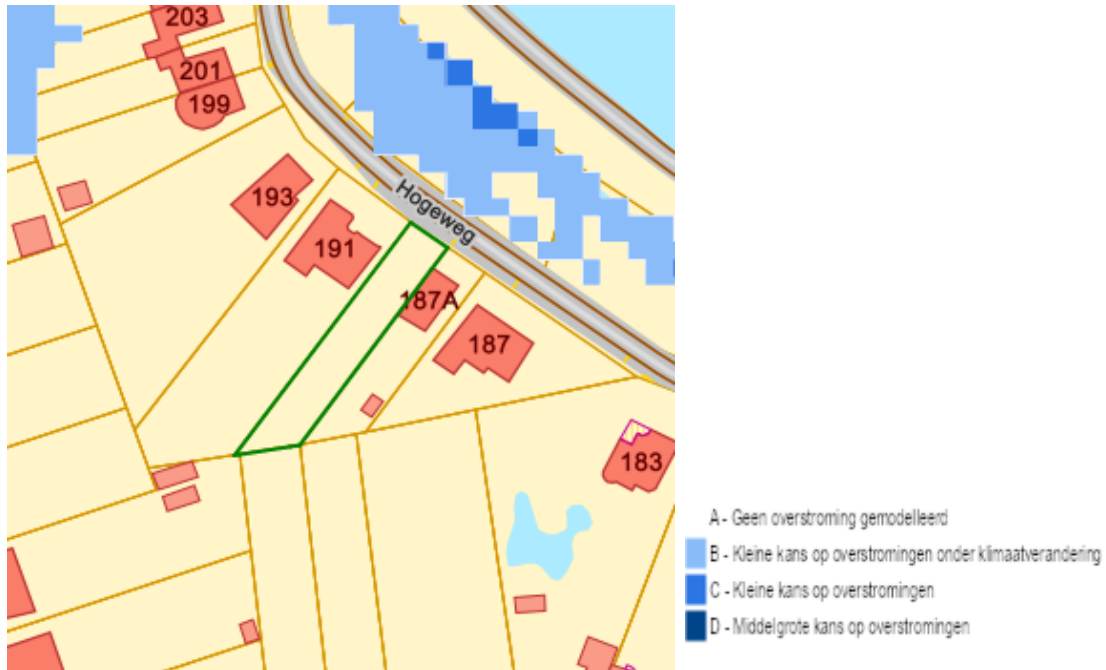 203
201
199
193
191
Hogeweg
187A
187
183
A - Geen overstroming gemodelleerd
B - Kleine kans op overstromingen onder klimaatverandering
C - Kleine kans op overstromingen
D - Middelgrote kans op overstromingen